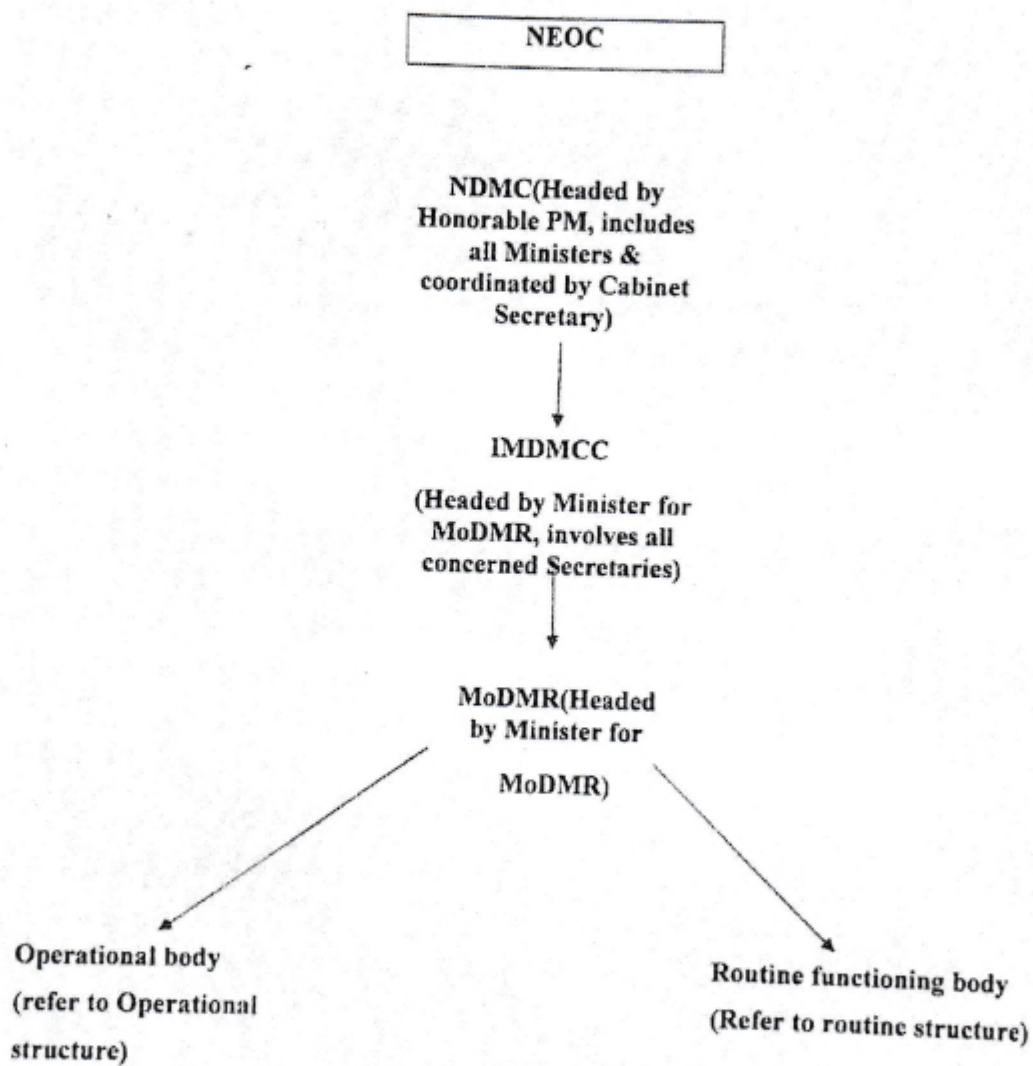 NEOC
NDMC(Headed by
Honorable PM, includes
all Ministers &
coordinated by Cabinet
Secretary)
IMDMCC
(Headed by Minister for
MoDMR, involves all
concerned Secretaries)
MoDMR(Headed
by Minister for
MoDMR)
Operational body
(refer to Operational
structure)
Routine functioning body
(Refer to routine structure)